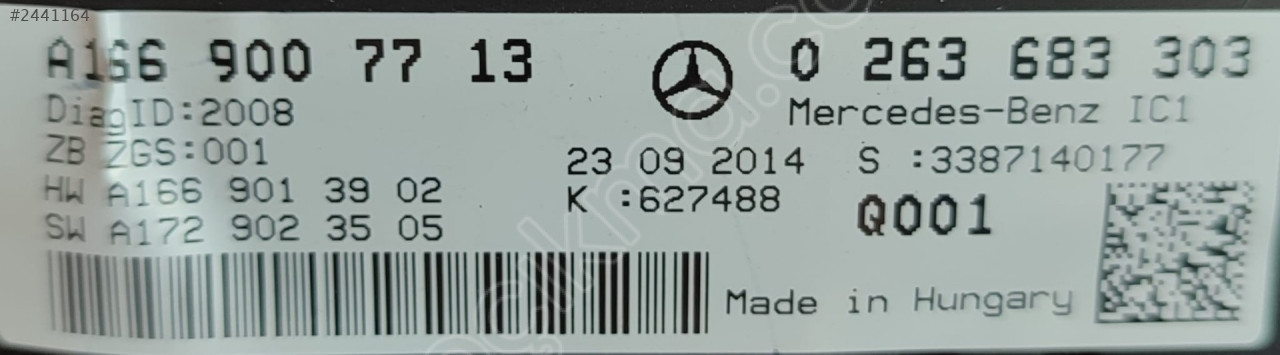 #2441164
A166 900 77 13
0 263 683 303
DiagID:2008
Mercedes-Benz IC1
ZB ZGS:001
23 09 2014 S :3387140177
HW A166 901 39 02
K :627488
Q001
SW A172 902 35 05
Made in Hungary